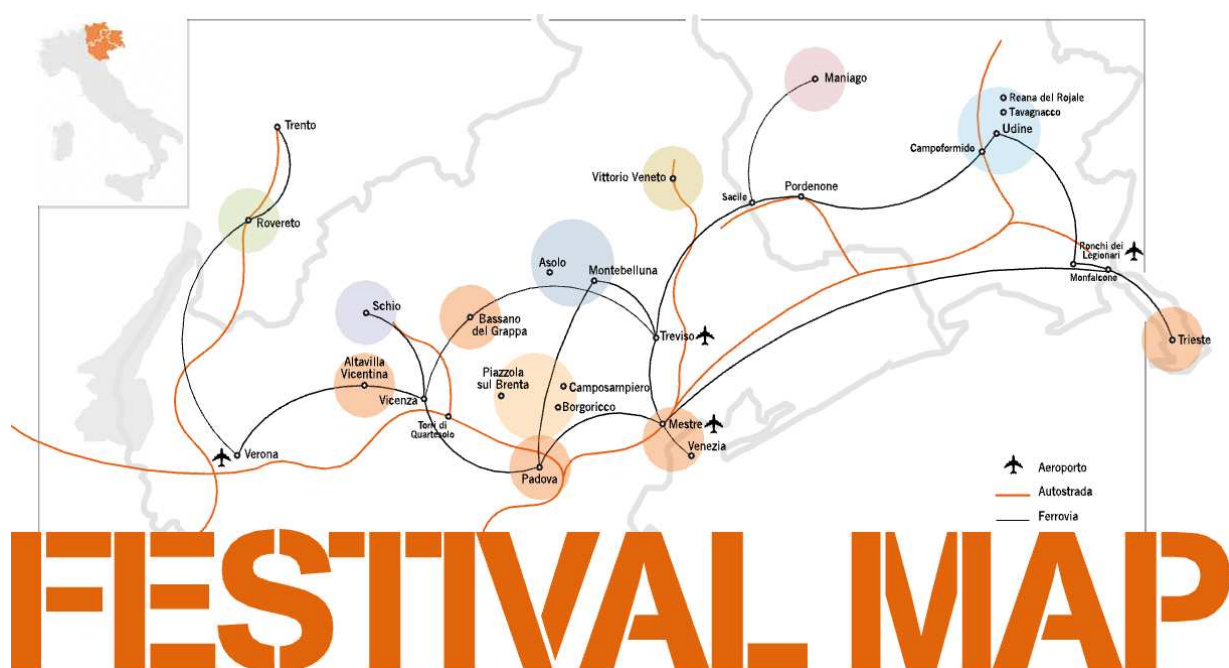 Maniago
Reana del Rojale
Tavagnacco
Udine
Trento
Campoformido
Vittorio Veneto
Pordenone
Sacile
Rovereto
Ronchi dei
Legionari
Monfalcone
Asolo
Montebelluna
Schio
Bassano
del Grappa
Treviso
Trieste
Altavilla
Vicentina
Piazzola
sul Brenta
Camposampiero
Vicenza
Borgoricco
Torri di
Quartesolo
Mestre
Verona
Venezia
Padova
Aeroporto
Autostrada
Ferrovia
FESTIVAL MAP